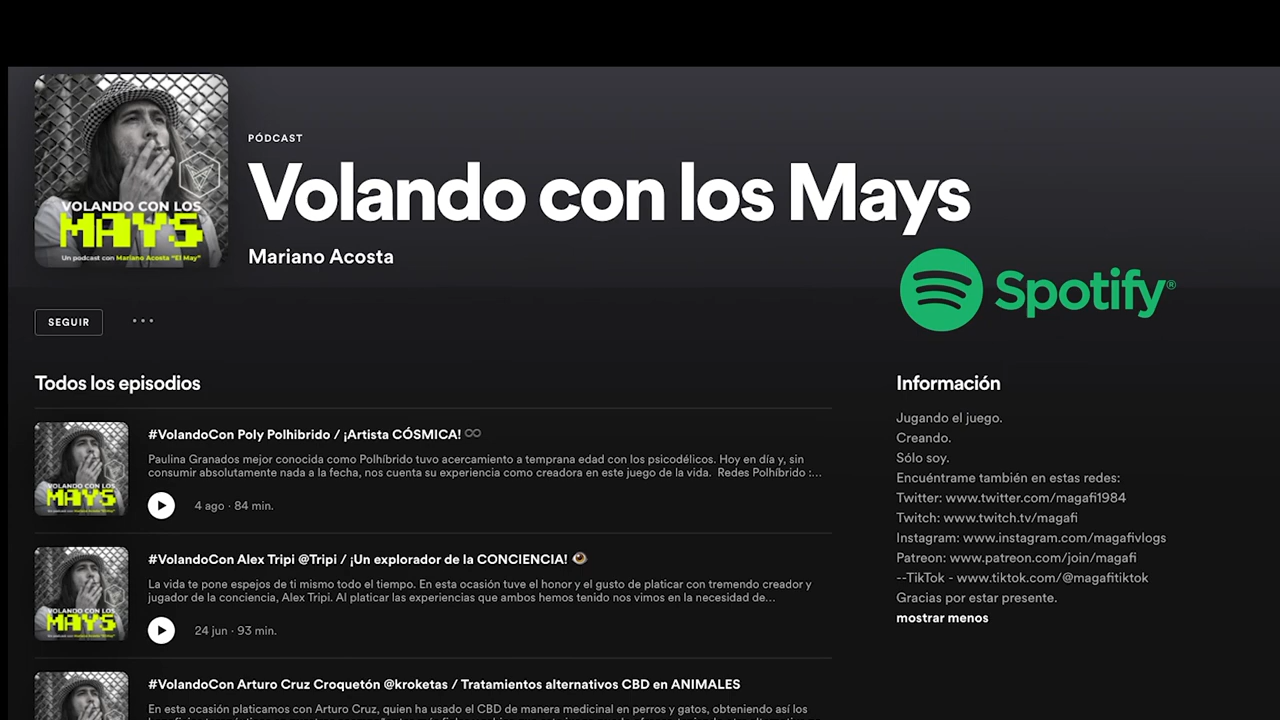 VOLANDO CON LOS
MAYS
Un podcast con Mariano Acosta "El May"
PÓDCAST
Volando con los Mays
Mariano Acosta
Spotify®
SEGUIR
Todos los episodios
#VolandoCon Poly Polhibrido / ¡Artista CÓSMICA! ♾
Paulina Granados mejor conocida como Polhíbrido tuvo acercamiento a temprana edad con los psicodélicos. Hoy en día y, sin
consumir absolutamente nada a la fecha, nos cuenta su experiencia como creadora en este juego de la vida. Redes Polhíbrido :...
VOLANDO CON LOS
MAYS
4 ago · 84 min.
#VolandoCon Alex Tripi @Tripi / ¡Un explorador de la CONCIENCIA! 👁
La vida te pone espejos de ti mismo todo el tiempo. En esta ocasión tuve el honor y el gusto de platicar con tremendo creador y
jugador de la conciencia, Alex Tripi. Al platicar las experiencias que ambos hemos tenido nos vimos en la necesidad de...
VOLANDO CON LOS
MAYS
24 jun · 93 min.
#VolandoCon Arturo Cruz Croquetón @kroketas / Tratamientos alternativos CBD en ANIMALES
En esta ocasión platicamos con Arturo Cruz, quien ha usado el CBD de manera medicinal en perros y gatos, obteniendo así los
Información
Jugando el juego.
Creando.
Sólo soy.
Encuéntrame también en estas redes:
Twitter: www.twitter.com/magafi1984
Twitch: www.twitch.tv/magafi
Instagram: www.instagram.com/magafivlogs
Patreon: www.patreon.com/join/magafi
--TikTok - www.tiktok.com/@magafitiktok
Gracias por estar presente.
mostrar menos